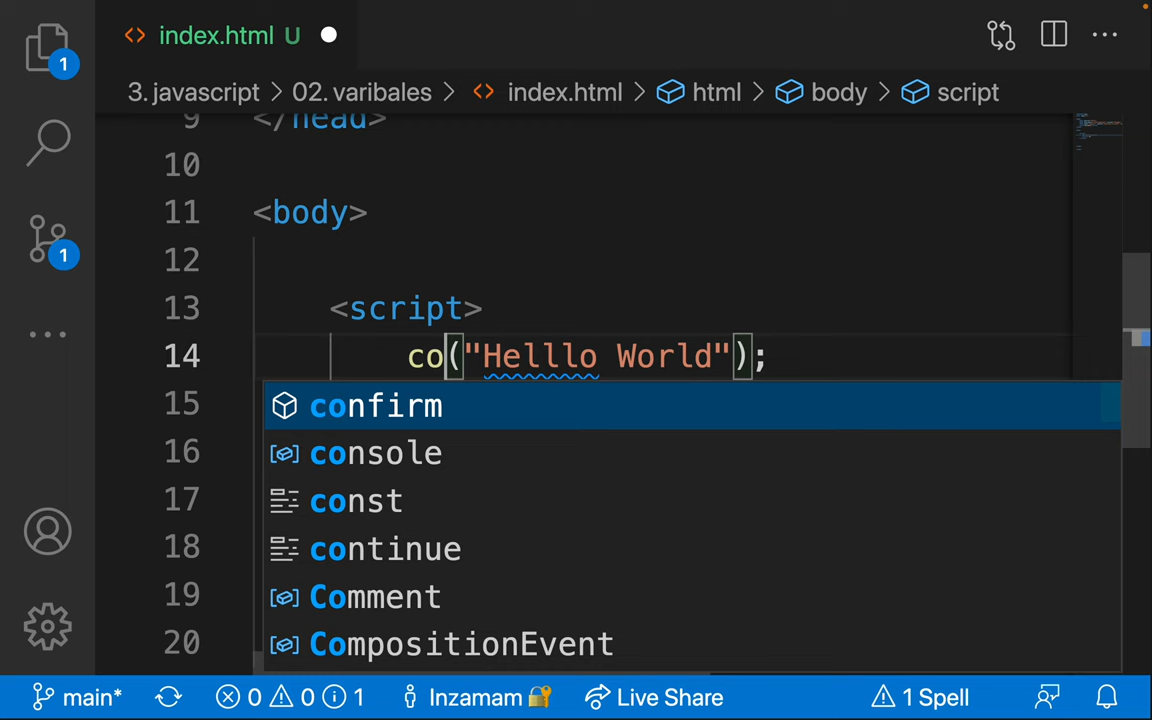 index.html U
3. javascript > 02. varibales > index.html > html > body > script
9 </head>
10
11 <body>
12
13 <script>
14 co("Helllo World");
15 confirm
16 console
17 const
18 continue
19 Comment
20 CompositionEvent
1
1
main* 0 0 1 Inzamam Live Share 1 Spell